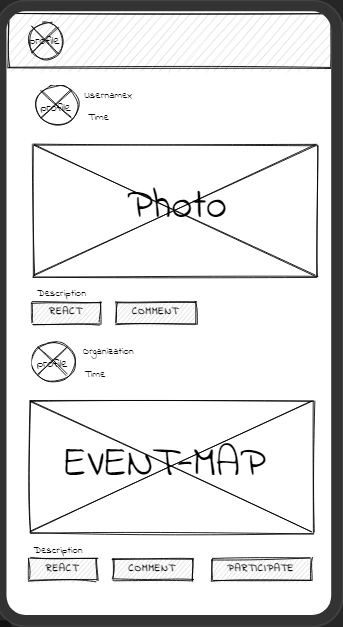 profile
profile
usernamex
Time
Photo
Description
REACT
COMMENT
profile
Organization
Time
EVENT-MAP
Description
REACT
COMMENT
PARTICIPATE